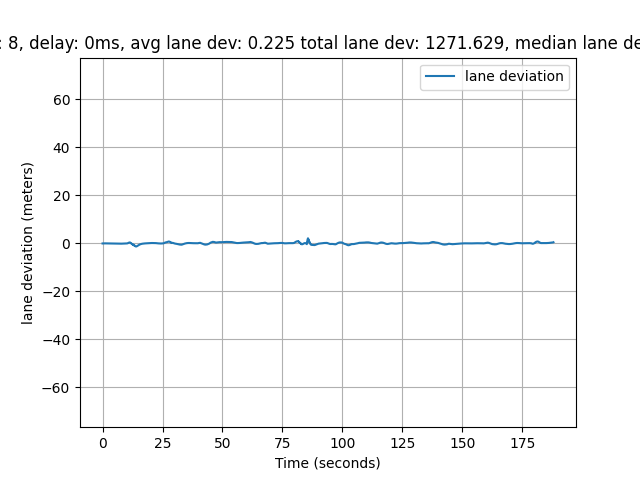 : 8, delay: 0ms, avg lane dev: 0.225 total lane dev: 1271.629, median lane de
lane deviation
60
40
20
0
−20
−40
−60
lane deviation (meters)
0 25 50 75 100 125 150 175
Time (seconds)